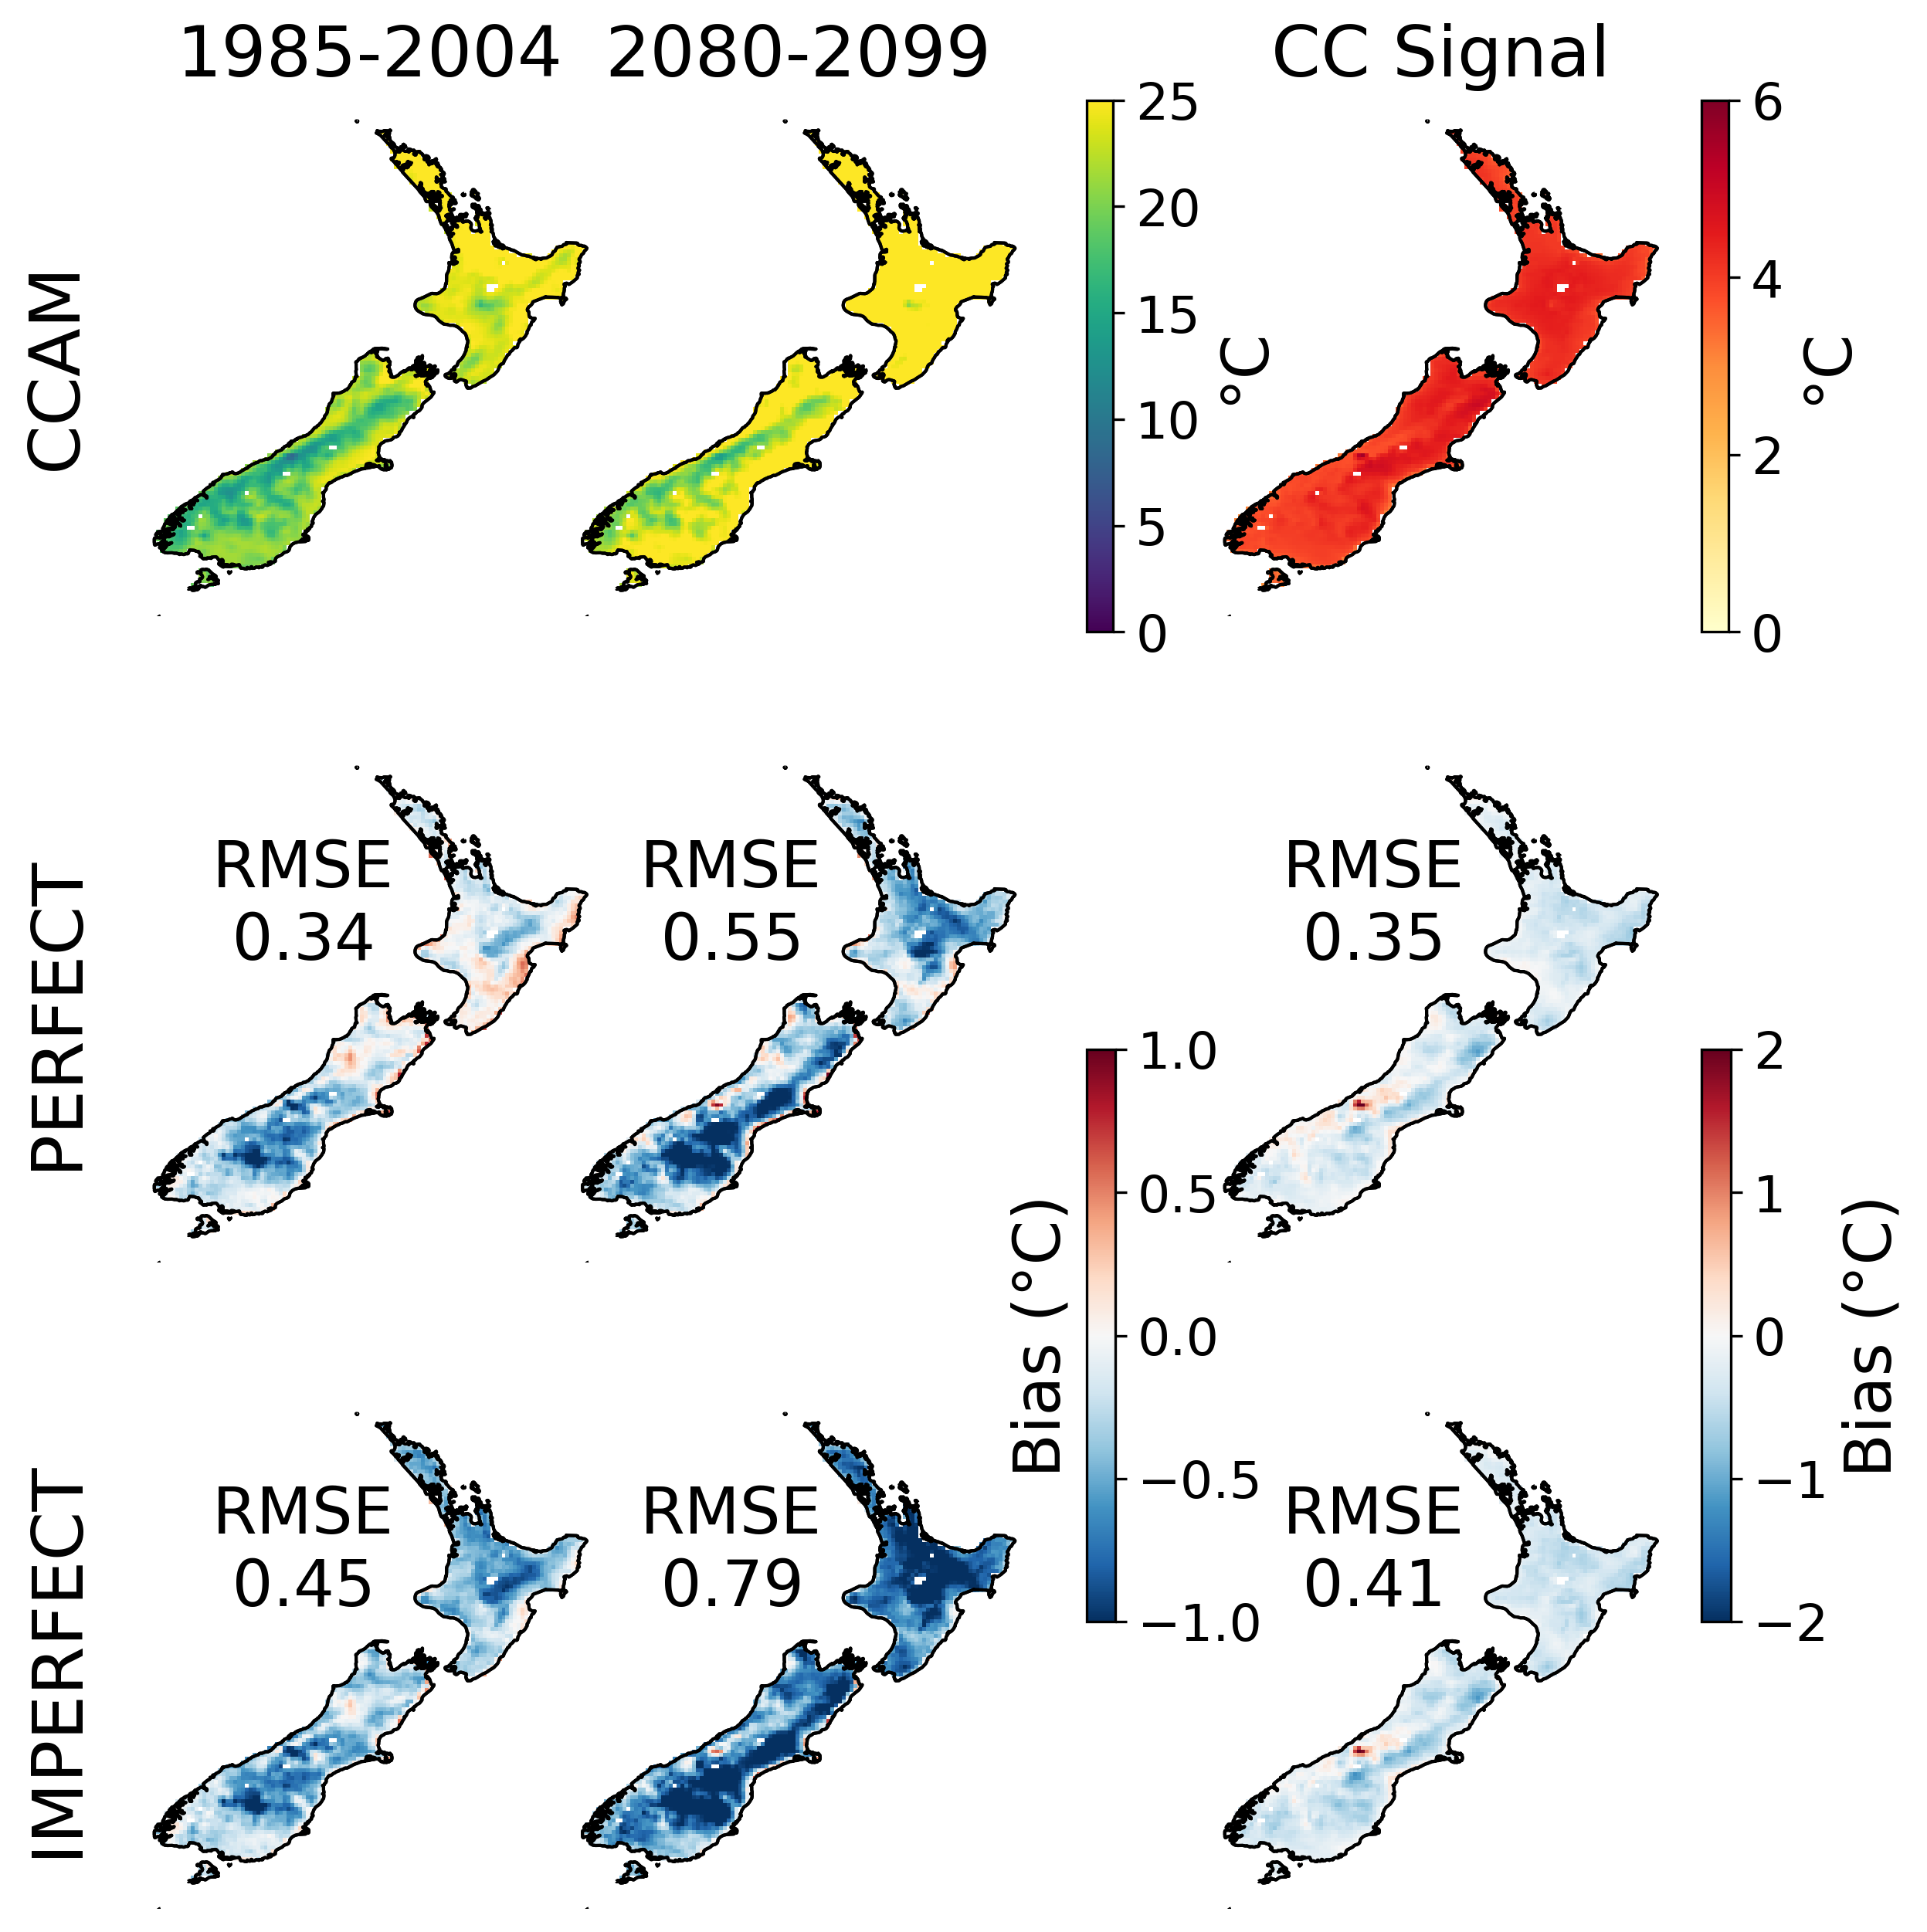 1985-2004
2080-2099
CC Signal
CCAM
25
20
15
10
5
0
°C
6
4
2
0
°C
PERFECT
RMSE
0.34
RMSE
0.55
RMSE
0.35
1.0
0.5
0.0
−0.5
−1.0
Bias (°C)
2
1
0
−1
−2
Bias (°C)
IMPERFECT
RMSE
0.45
RMSE
0.79
RMSE
0.41